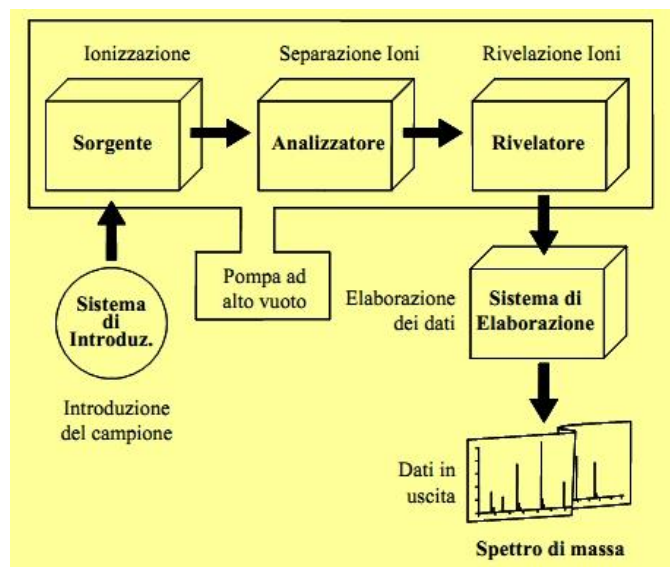 Ionizzazione
Separazione Ioni
Rivelazione Ioni
Sorgente
Analizzatore
Rivelatore
Pompa ad
alto vuoto
Sistema
di
Introduz.
Introduzione
del campione
Elaborazione
dei dati
Sistema di
Elaborazione
Dati in
uscita
Spettro di massa